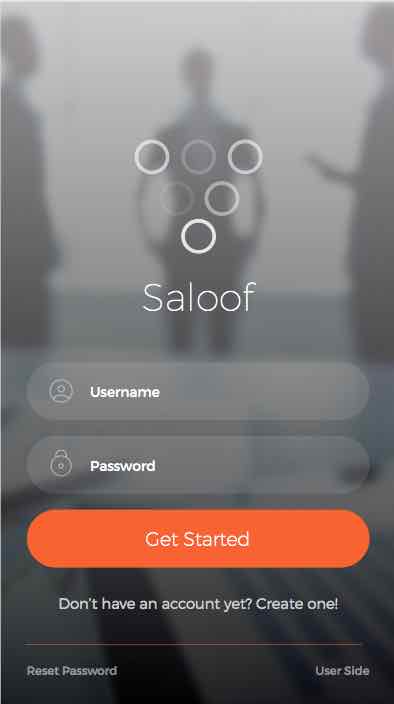 Saloof
Username
Password
Get Started
Don't have an account yet? Create one!
Reset Password
User Side